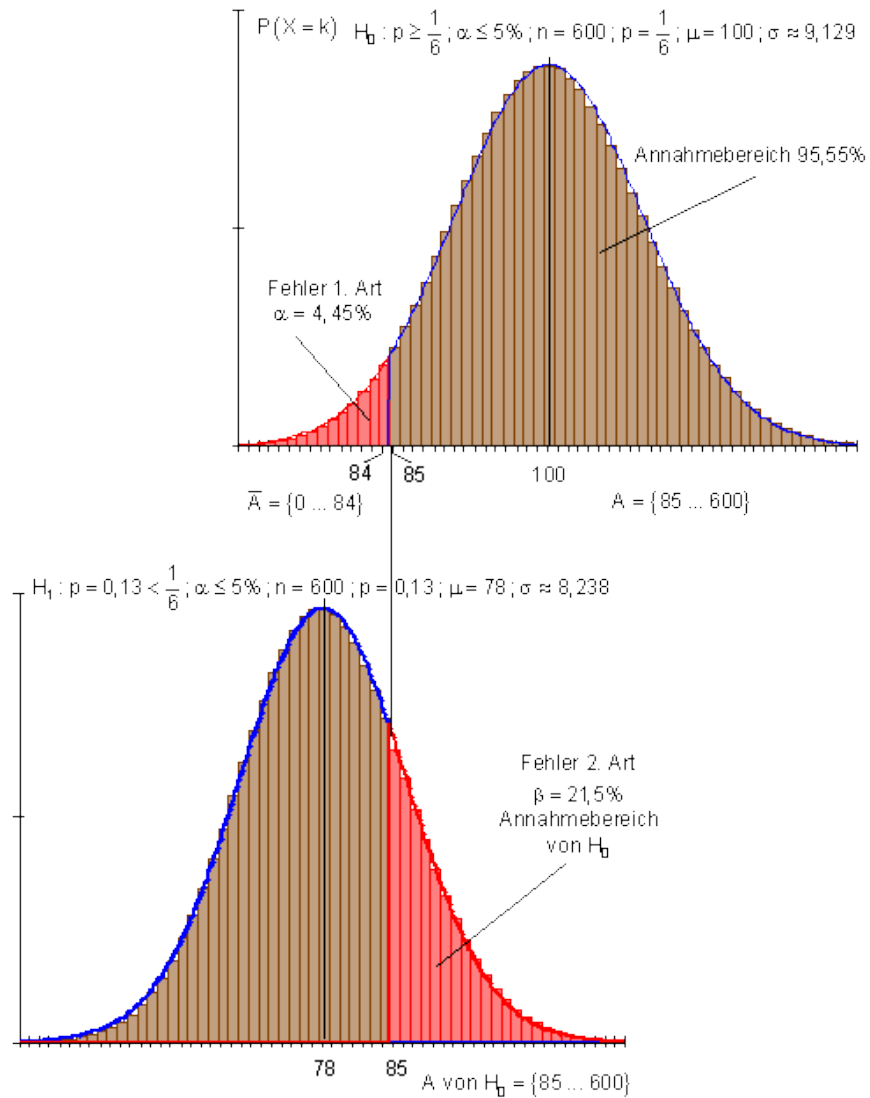 P(X = k) H₀ : p ≥ 1/6 ; α ≤ 5% ; n = 600 ; p = 1/6 ; μ = 100 ; σ ≈ 9,129
Annahmebereich 95,55%
Fehler 1. Art
α = 4,45%
84 85 100
A̅ = {0 ... 84} A = {85 ... 600}
H₁ : p = 0,13 < 1/6 ; α ≤ 5% ; n = 600 ; p = 0,13 ; μ = 78 ; σ ≈ 8,238
Fehler 2. Art
β = 21,5%
Annahmebereich
von H₀
78 85
A von H₀ = {85 ... 600}